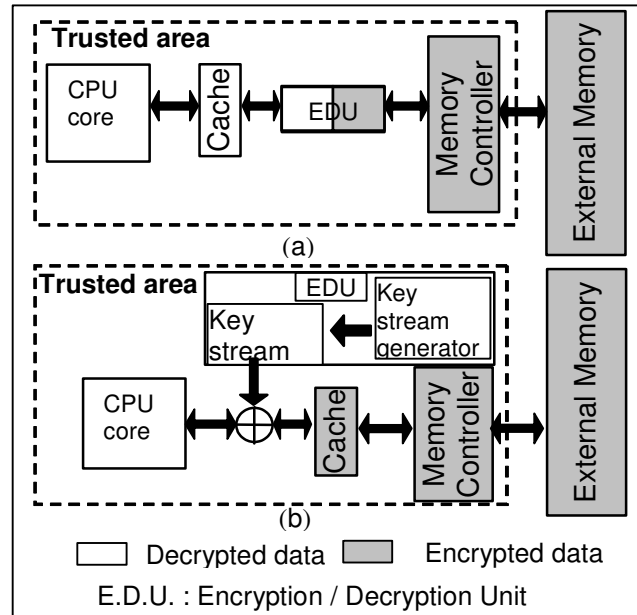 Trusted area
CPU
core
Cache
EDU
Memory
Controller
External Memory
(a)
Trusted area
EDU
Key
stream
Key
stream
generator
CPU
core
Cache
Memory
Controller
External Memory
(b)
Decrypted data
Encrypted data
E.D.U. : Encryption / Decryption Unit